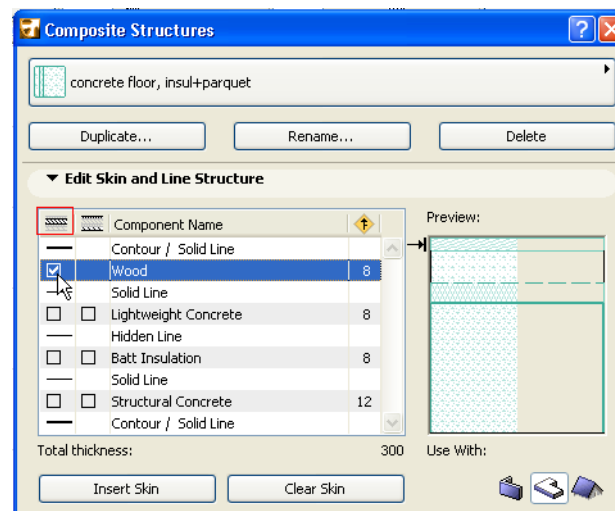 Composite Structures
concrete floor, insul+parquet
Duplicate... Rename... Delete
Edit Skin and Line Structure
Component Name
Preview:
Contour / Solid Line
Wood 8
Solid Line
Lightweight Concrete 8
Hidden Line
Batt Insulation 8
Solid Line
Structural Concrete 12
Contour / Solid Line
Total thickness: 300 Use With:
Insert Skin Clear Skin